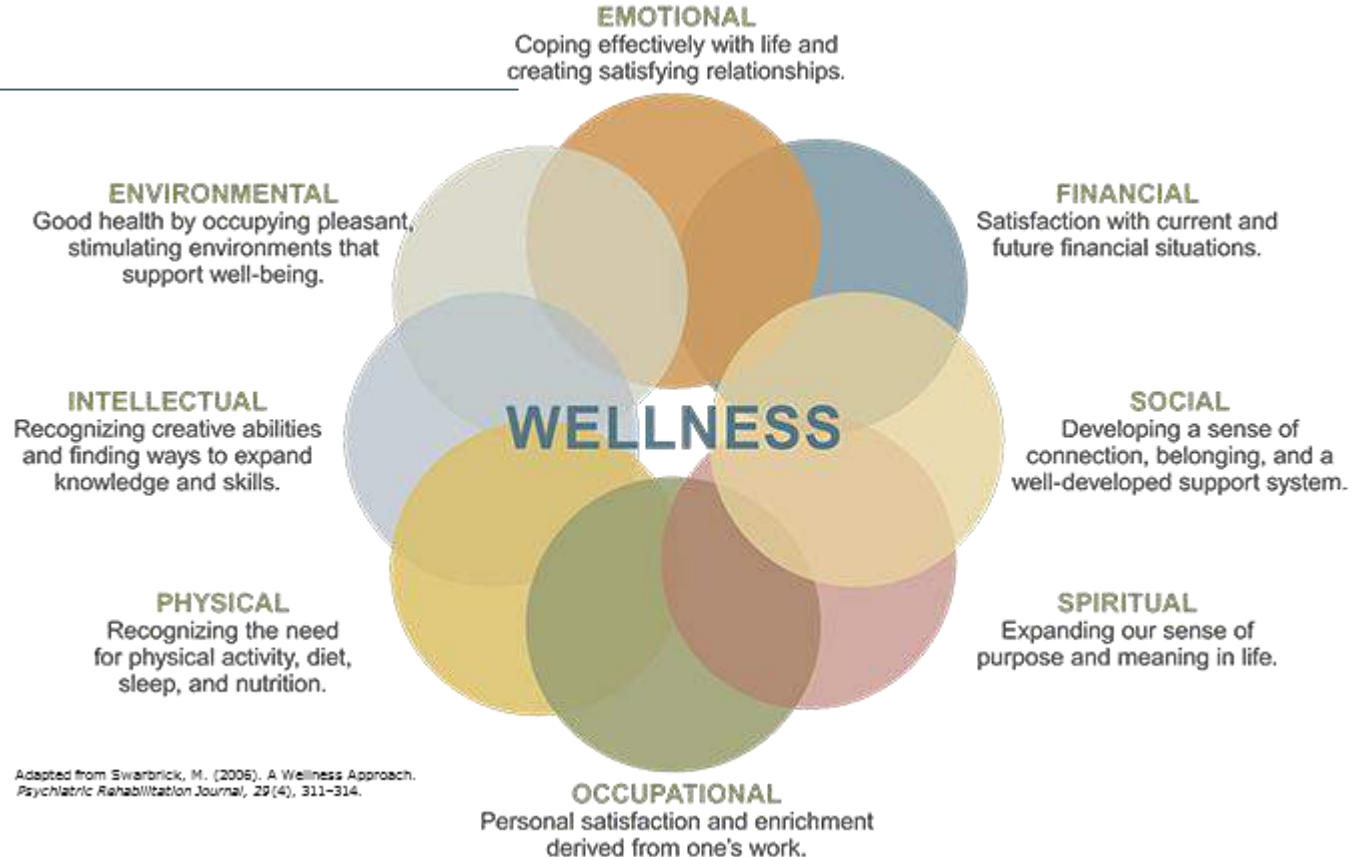 EMOTIONAL
Coping effectively with life and
creating satisfying relationships.
ENVIRONMENTAL
Good health by occupying pleasant,
stimulating environments that
support well-being.
FINANCIAL
Satisfaction with current and
future financial situations.
INTELLECTUAL
Recognizing creative abilities
and finding ways to expand
knowledge and skills.
WELLNESS
SOCIAL
Developing a sense of
connection, belonging, and a
well-developed support system.
PHYSICAL
Recognizing the need
for physical activity, diet,
sleep, and nutrition.
SPIRITUAL
Expanding our sense of
purpose and meaning in life.
Adapted from Swarbrick, M. (2006). A Wellness Approach.
Psychiatric Rehabilitation Journal, 29(4), 311–314.
OCCUPATIONAL
Personal satisfaction and enrichment
derived from one's work.